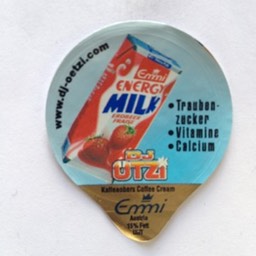 www.dj-oetzi.com
Emmi
ENERGY
MILK
ERDBEER
FRAISE
• Trauben-
zucker
• Vitamine
• Calcium
DJ
ÖTZI
Kaffeeobers Coffee Cream
Emmi
Austria
15% Fett